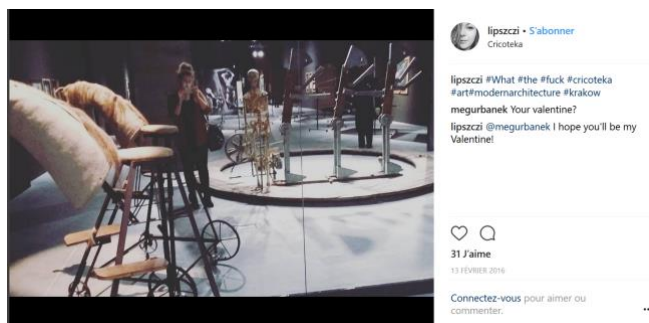 lipszczi • S'abonner
Cricoteka
lipszczi #What #the #fuck #cricoteka
#art#modernarchitecture #krakow
megurbanek Your valentine?
lipszczi @megurbanek I hope you'll be my
Valentine!
31 J'aime
13 FÉVRIER 2016
Connectez-vous pour aimer ou
commenter.